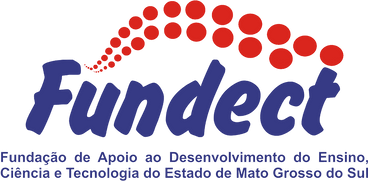 Fundect
Fundação de Apoio ao Desenvolvimento do Ensino,
Ciência e Tecnologia do Estado de Mato Grosso do Sul